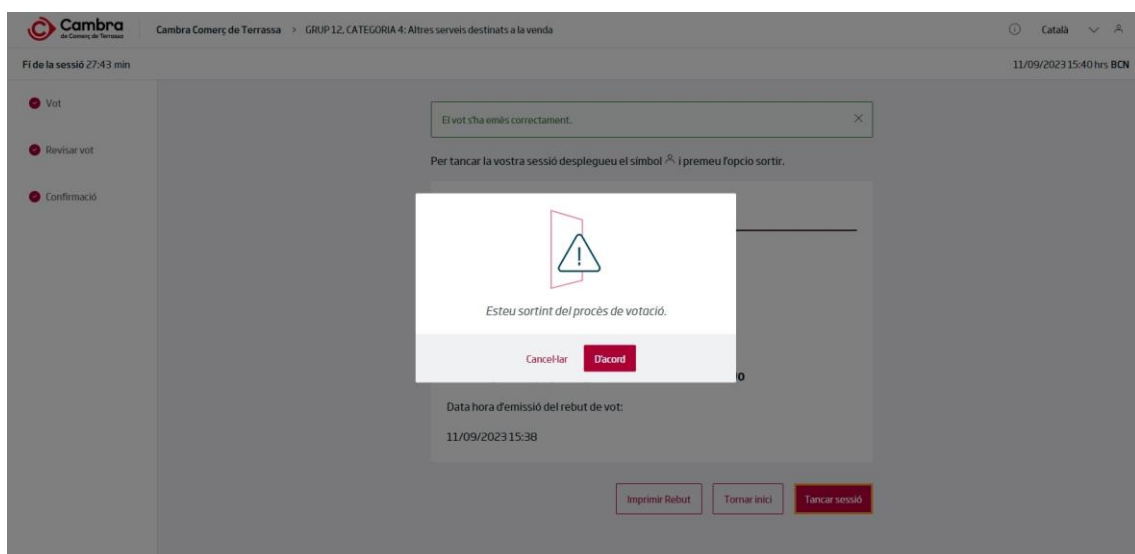 Cambra
de Comerç de Terrassa
Cambra Comerç de Terrassa > GRUP 12, CATEGORIA 4: Altres serveis destinats a la venda
Català
Fi de la sessió 27:43 min
11/09/2023 15:40 hrs BCN
Vot
Revisar vot
Confirmació
El vot s'ha emès correctament.
Per tancar la vostra sessió desplegueu el símbol i premeu l'opcio sortir.
Esteu sortint del procès de votació.
Cancel·lar
D'acord
Data hora d'emissió del rebut de vot:
11/09/2023 15:38
Imprimir Rebut
Tornar inici
Tancar sessió